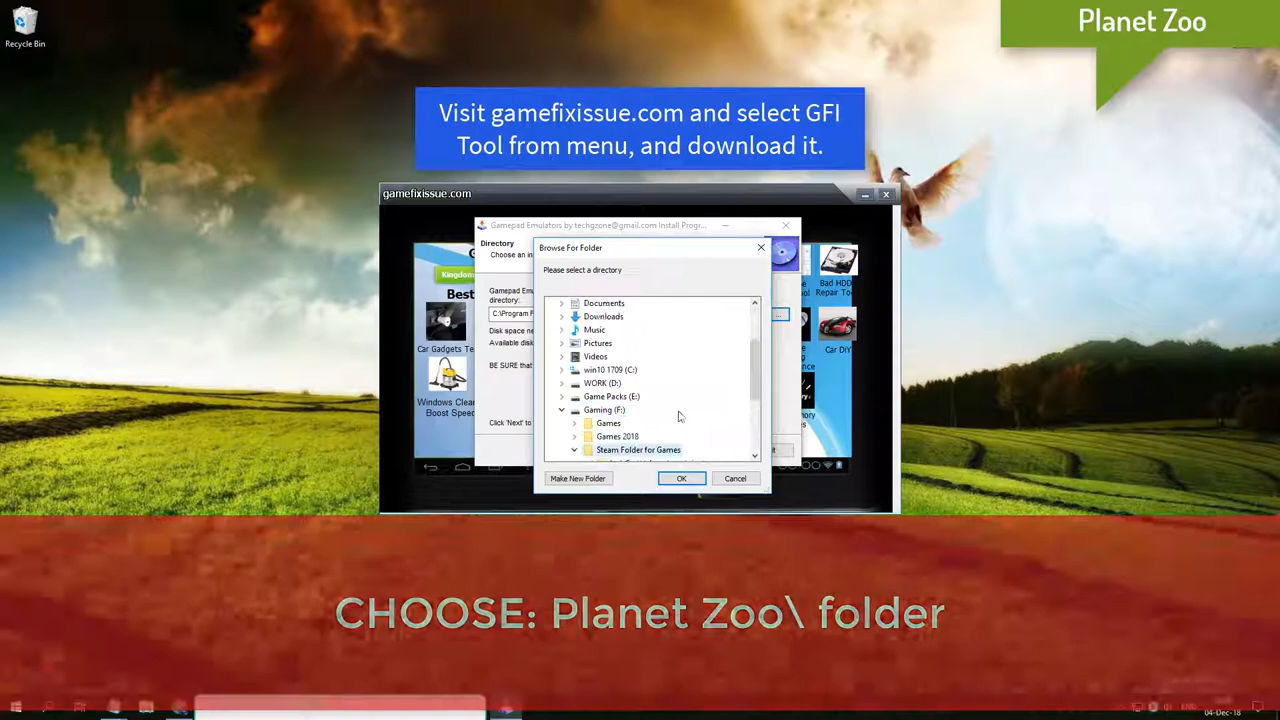 Recycle Bin
Planet Zoo
Visit gamefixissue.com and select GFI
Tool from menu, and download it.
gamefixissue.com
Gamepad Emulators by techgzone@gmail.com Install Progr...
Directory
Choose an in
Browse For Folder
Please select a directory
Kingdom
Best
Gamepad Emu
directory:
C:\Program F
Disk space ne
Available disk
BE SURE that
Click 'Next' to
Documents
Downloads
Music
Pictures
Videos
win10 1709 (C:)
WORK (D:)
Game Packs (E:)
Gaming (F:)
Games
Games 2018
Steam Folder for Games
Make New Folder
OK
Cancel
...
Bad HDD
Repair Too
Car Gadgets Te
Car DiY
Windows Clean
Boost Speed
CHOOSE: Planet Zoo\ folder
04-Dec-18